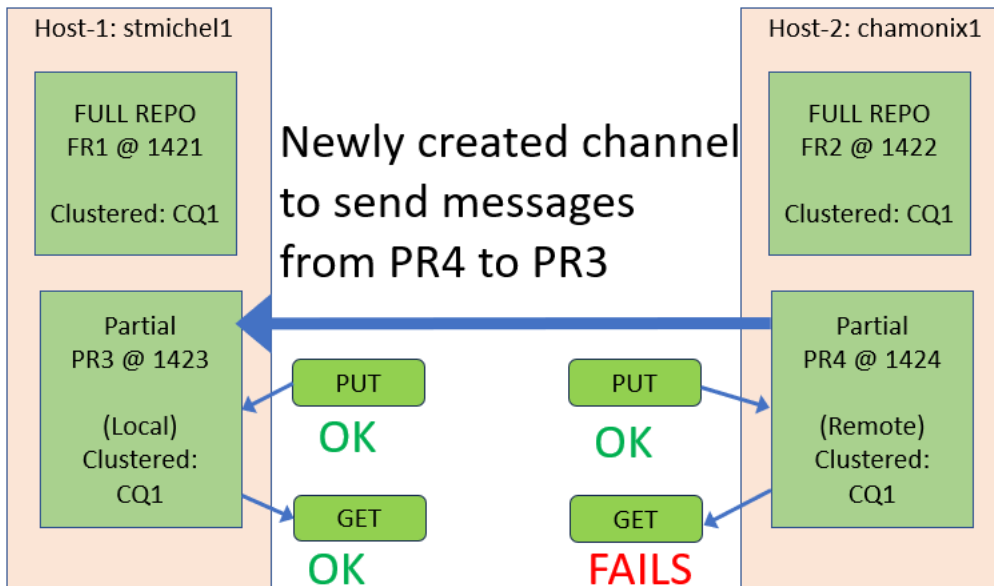 Host-1: stmichel1
FULL REPO
FR1 @ 1421
Clustered: CQ1
Partial
PR3 @ 1423
(Local)
Clustered:
CQ1
Newly created channel
to send messages
from PR4 to PR3
PUT
OK
GET
OK
PUT
OK
GET
FAILS
Host-2: chamonix1
FULL REPO
FR2 @ 1422
Clustered: CQ1
Partial
PR4 @ 1424
(Remote)
Clustered:
CQ1